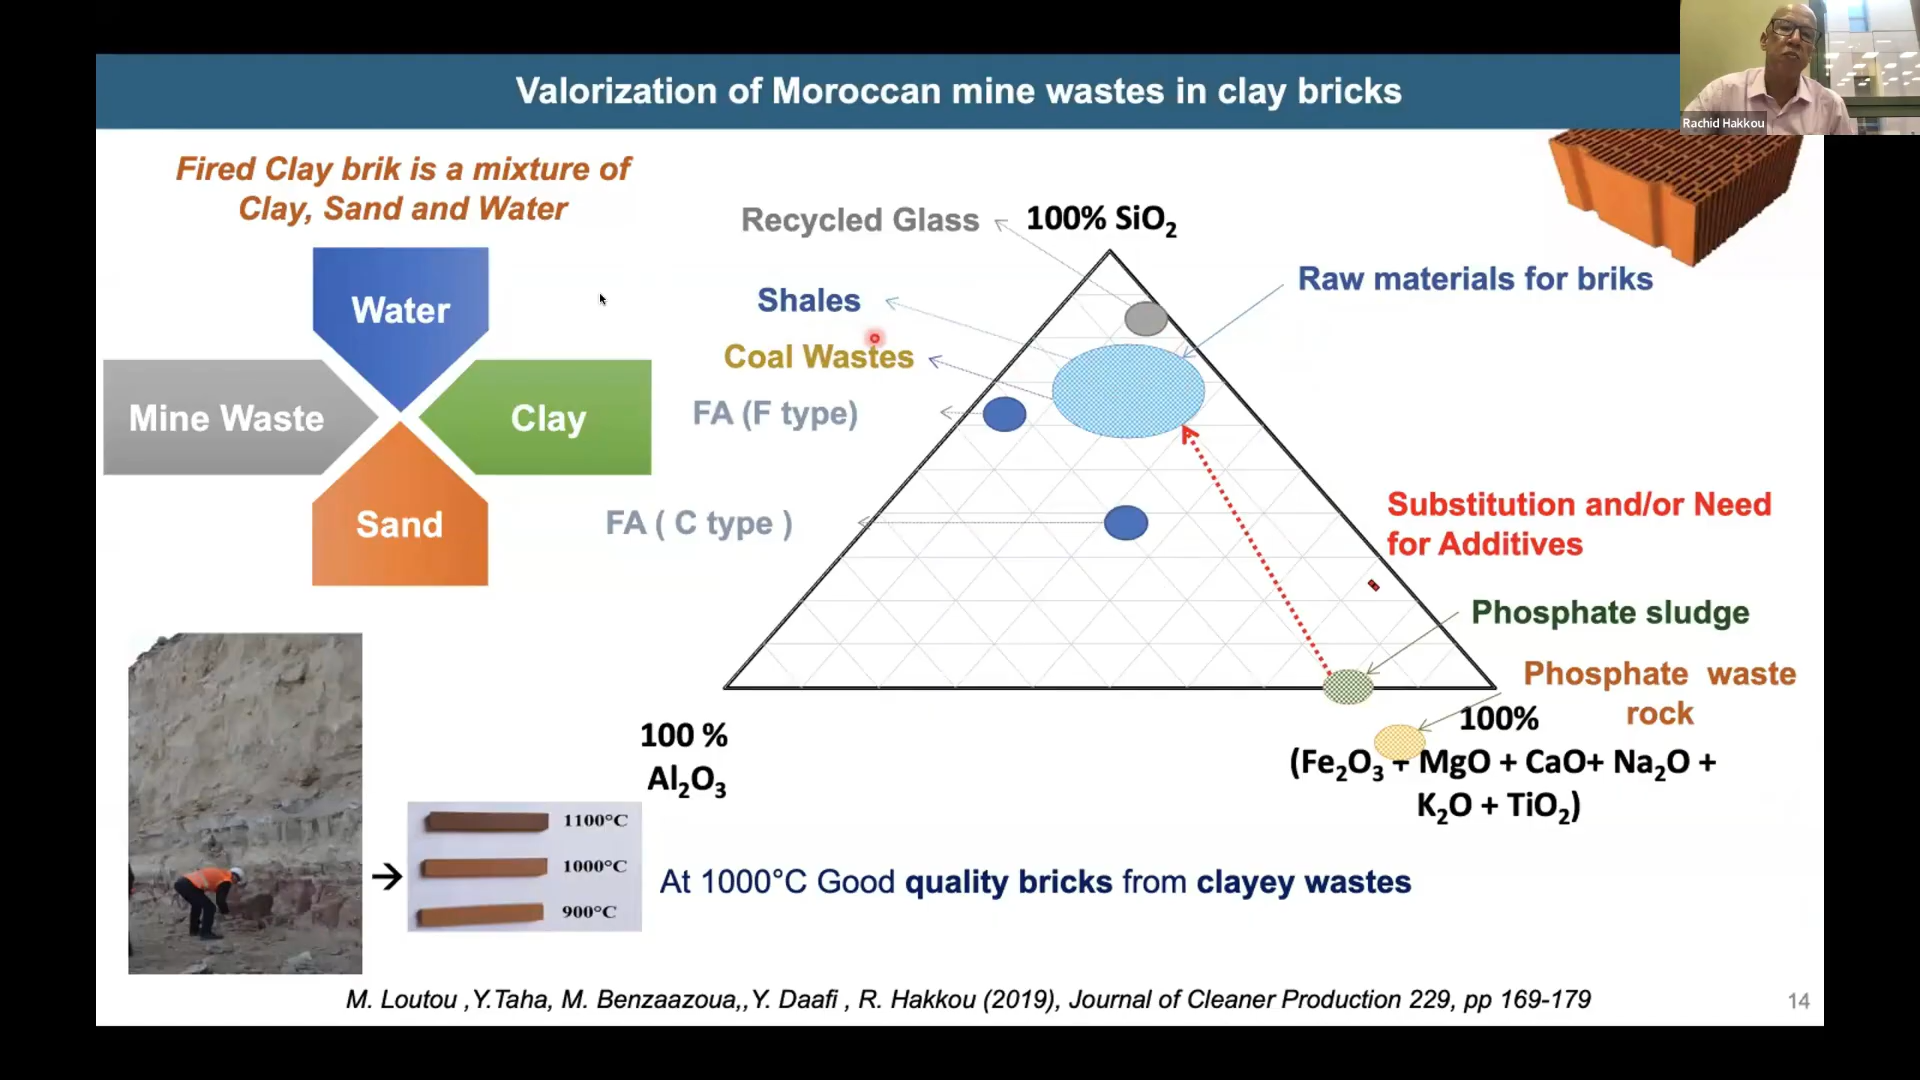 Valorization of Moroccan mine wastes in clay bricks
Rachid Hakkou
Fired Clay brik is a mixture of
Clay, Sand and Water
Water
Mine Waste
Clay
Sand
Recycled Glass
100% SiO₂
Raw materials for briks
Shales
Coal Wastes
FA (F type)
FA ( C type )
Substitution and/or Need
for Additives
Phosphate sludge
Phosphate waste
rock
100 %
Al₂O₃
100%
(Fe₂O₃ + MgO + CaO+ Na₂O +
K₂O + TiO₂)
1100°C
1000°C
900°C
At 1000°C Good quality bricks from clayey wastes
M. Loutou ,Y.Taha, M. Benzaazoua,,Y. Daafi , R. Hakkou (2019), Journal of Cleaner Production 229, pp 169-179
14